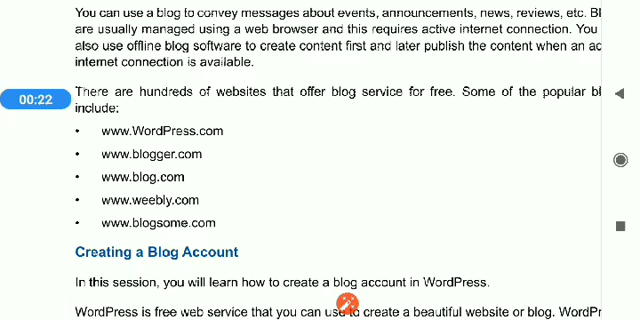 You can use a blog to convey messages about events, announcements, news, reviews, etc.
are usually managed using a web browser and this requires active internet connection. You
also use offline blog software to create content first and later publish the content when an
internet connection is available.
00:22
There are hundreds of websites that offer blog service for free. Some of the popular
include:
• www.WordPress.com
• www.blogger.com
• www.blog.com
• www.weebly.com
• www.blogsome.com
Creating a Blog Account
In this session, you will learn how to create a blog account in WordPress.
WordPress is free web service that you can use to create a beautiful website or blog.